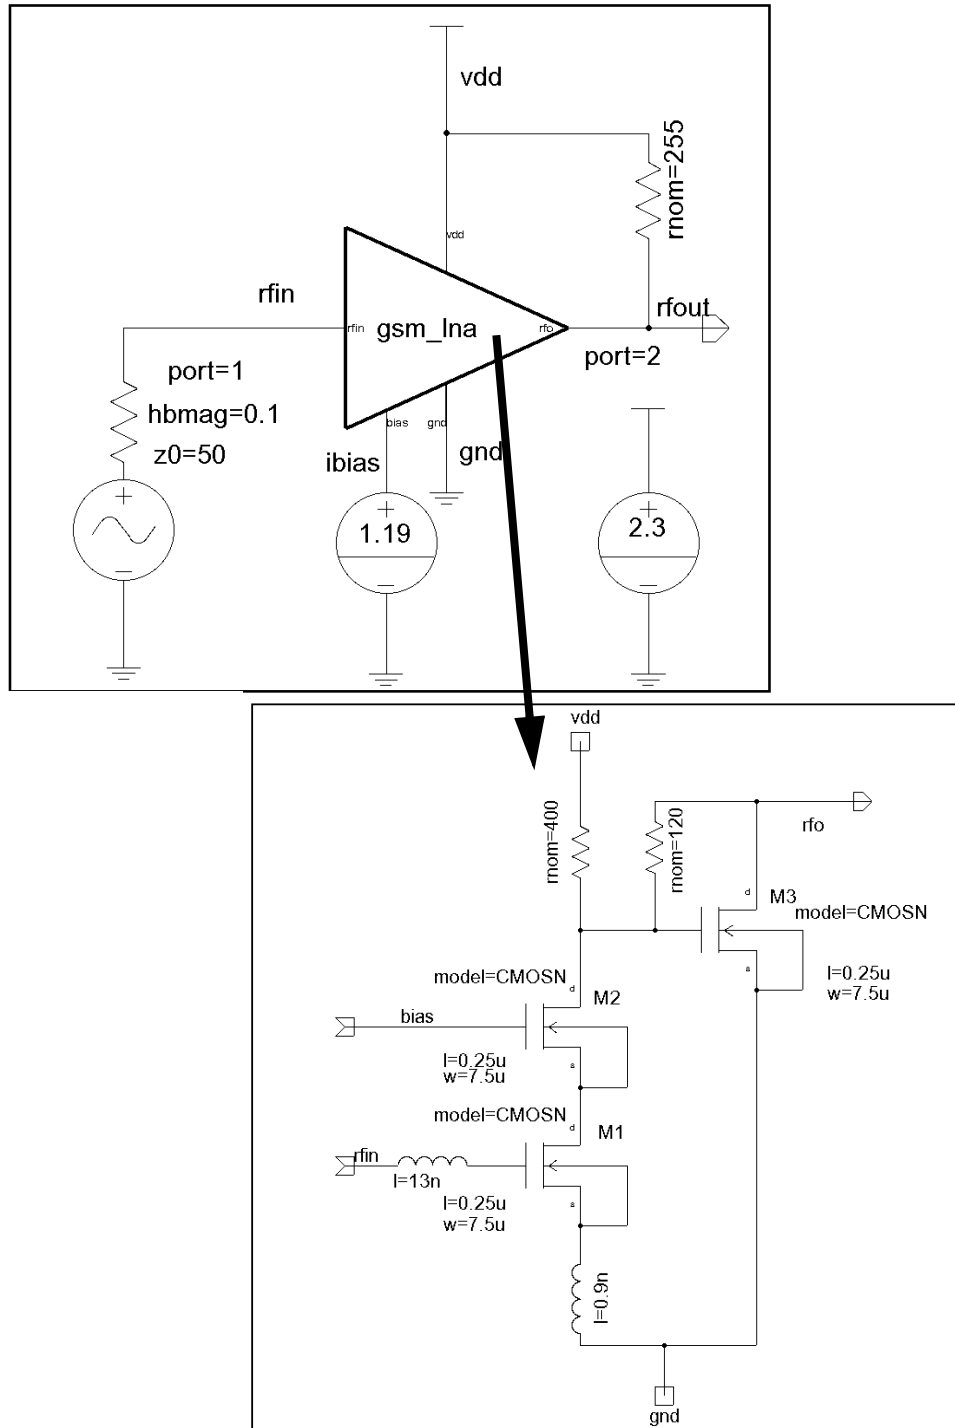 vdd
rnom=255
vdd
rfin
rfout
rfin
gsm_lna
rfo
port=2
port=1
hbmag=0.1
z0=50
bias
gnd
ibias
gnd
+
+
1.19
+
2.3
vdd
rnom=400
rnom=120
rfo
d
M3
model=CMOSN
s
l=0.25u
w=7.5u
model=CMOSN
d
M2
bias
l=0.25u
w=7.5u
s
model=CMOSN
d
M1
rfin
l=13n
l=0.25u
w=7.5u
s
l=0.9n
gnd